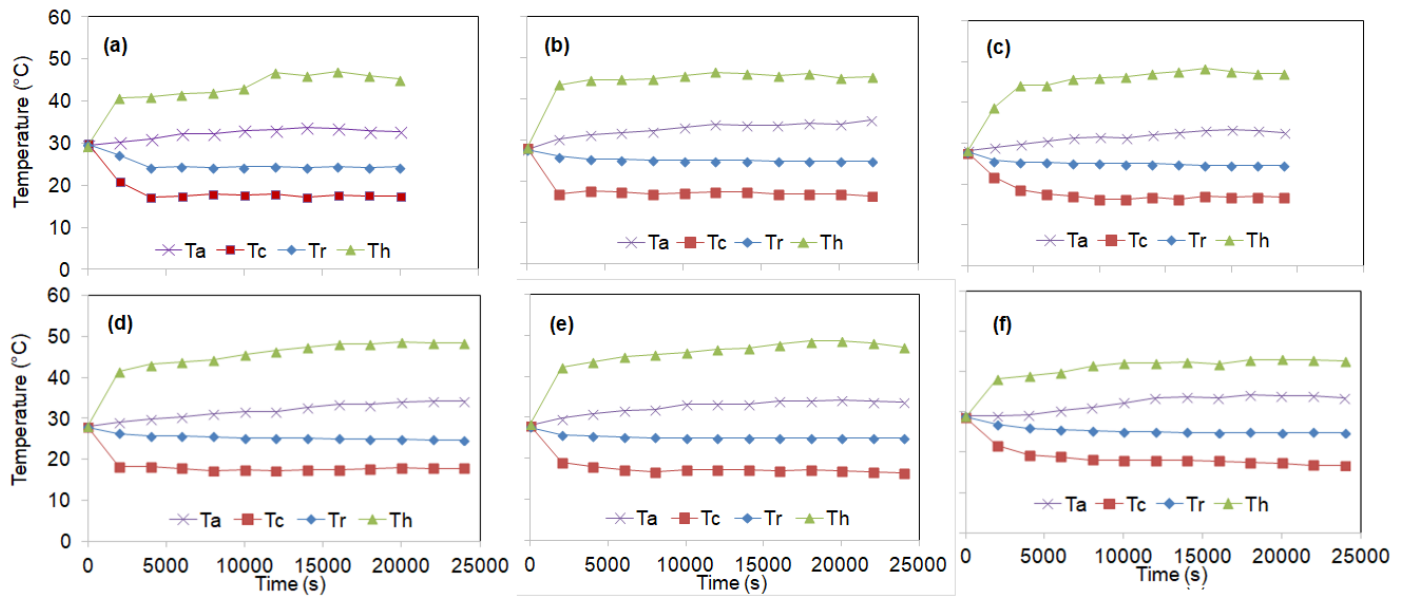 Temperature (°C)
60
50
40
30
20
10
0
(a)
Ta Tc Tr Th
(b)
Ta Tc Tr Th
(c)
Ta Tc Tr Th
Temperature (°C)
60
50
40
30
20
10
0
(d)
Ta Tc Tr Th
0 5000 10000 15000 20000 25000
Time (s)
(e)
Ta Tc Tr Th
0 5000 10000 15000 20000 25000
Time (s)
(f)
Ta Tc Tr Th
0 5000 10000 15000 20000 25000
Time (s)